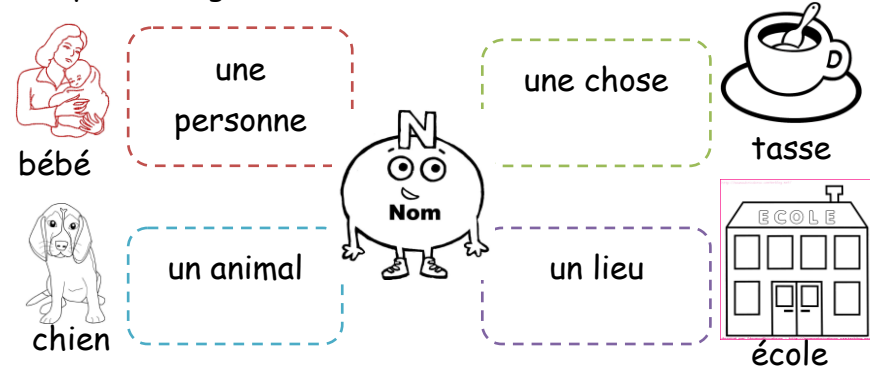 une
personne
bébé
une chose
tasse
N
Nom
un animal
chien
un lieu
ECOLE
école